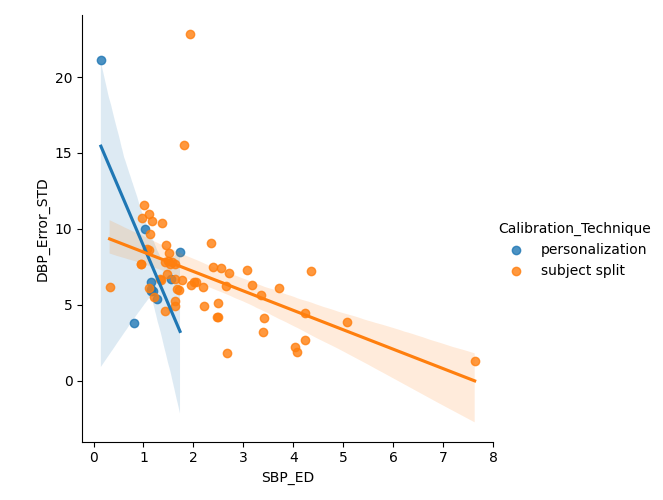 DBP_Error_STD
20
15
10
5
0
0 1 2 3 4 5 6 7 8
SBP_ED
Calibration_Technique
personalization
subject split